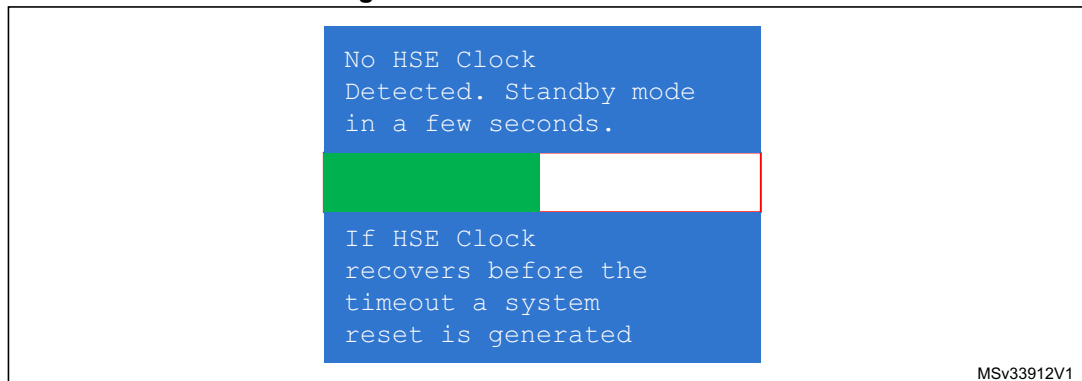 No HSE Clock
Detected. Standby mode
in a few seconds.
If HSE Clock
recovers before the
timeout a system
reset is generated
MSv33912V1